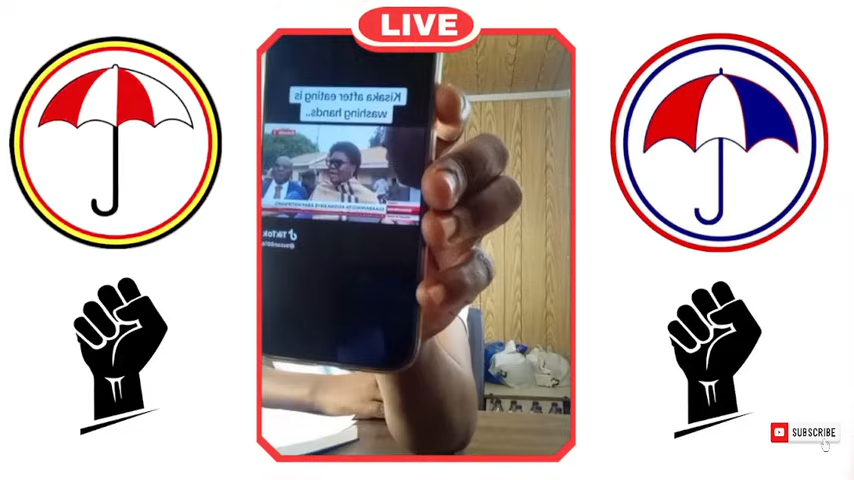 LIVE
Kisaka after eating is
washing hands..
TikTok
SUBSCRIBE